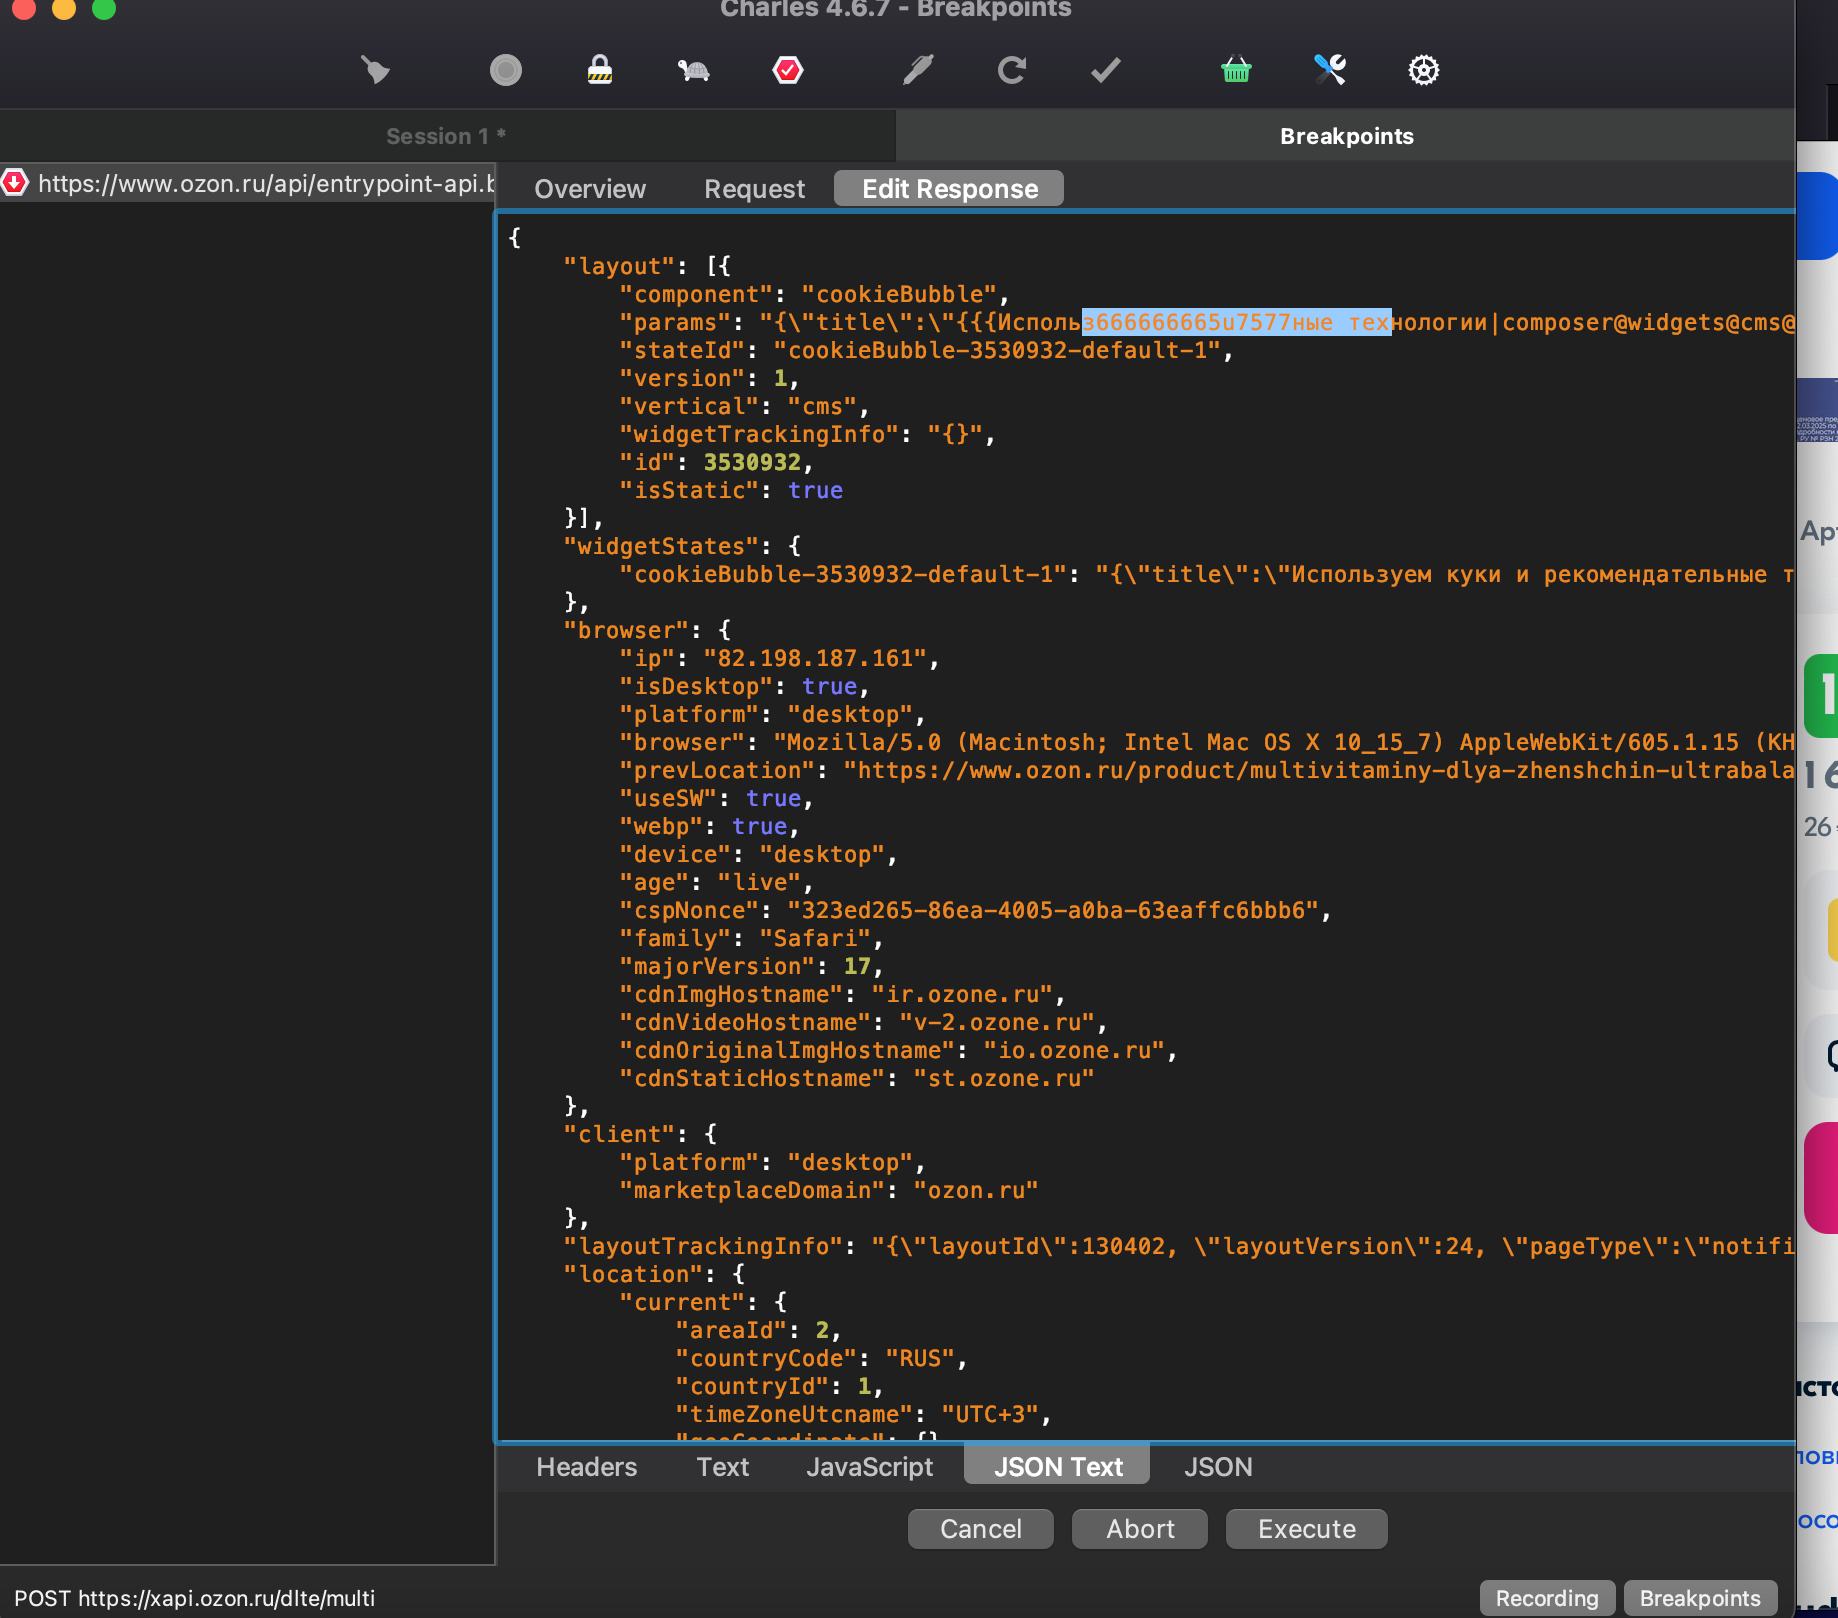 Charles 4.6.7 - Breakpoints
Session 1 *
Breakpoints
https://www.ozon.ru/api/entrypoint-api.b
Overview
Request
Edit Response
{
"layout": [{
"component": "cookieBubble",
"params": "{\"title\":\"{{{Использ666666665u7577ные технологии|composer@widgets@cms@
"stateId": "cookieBubble-3530932-default-1",
"version": 1,
"vertical": "cms",
"widgetTrackingInfo": "{}",
"id": 3530932,
"isStatic": true
}],
"widgetStates": {
"cookieBubble-3530932-default-1": "{\"title\":\"Используем куки и рекомендательные т
},
"browser": {
"ip": "82.198.187.161",
"isDesktop": true,
"platform": "desktop",
"browser": "Mozilla/5.0 (Macintosh; Intel Mac OS X 10_15_7) AppleWebKit/605.1.15 (KH
"prevLocation": "https://www.ozon.ru/product/multivitaminy-dlya-zhenshchin-ultrabala
"useSW": true,
"webp": true,
"device": "desktop",
"age": "live",
"cspNonce": "323ed265-86ea-4005-a0ba-63eaffc6bbb6",
"family": "Safari",
"majorVersion": 17,
"cdnImgHostname": "ir.ozone.ru",
"cdnVideoHostname": "v-2.ozone.ru",
"cdnOriginalImgHostname": "io.ozone.ru",
"cdnStaticHostname": "st.ozone.ru"
},
"client": {
"platform": "desktop",
"marketplaceDomain": "ozon.ru"
},
"layoutTrackingInfo": "{\"layoutId\":130402, \"layoutVersion\":24, \"pageType\":\"notifi
"location": {
"current": {
"areaId": 2,
"countryCode": "RUS",
"countryId": 1,
"timeZoneUtcname": "UTC+3",
"geoCoordinate": {}
Headers
Text
JavaScript
JSON Text
JSON
Cancel
Abort
Execute
POST https://xapi.ozon.ru/dlte/multi
Recording
Breakpoints
Арт
1
16
26